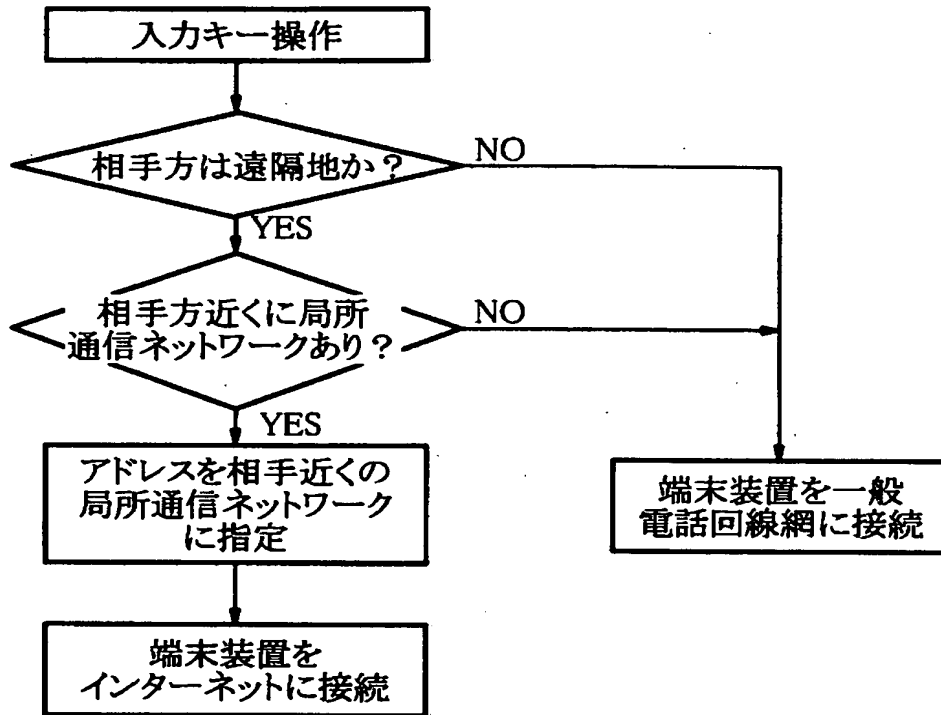 入力キー操作
相手方は遠隔地か？
NO
YES
相手方近くに局所
通信ネットワークあり？
NO
YES
アドレスを相手近くの
局所通信ネットワーク
に指定
端末装置を一般
電話回線網に接続
端末装置を
インターネットに接続